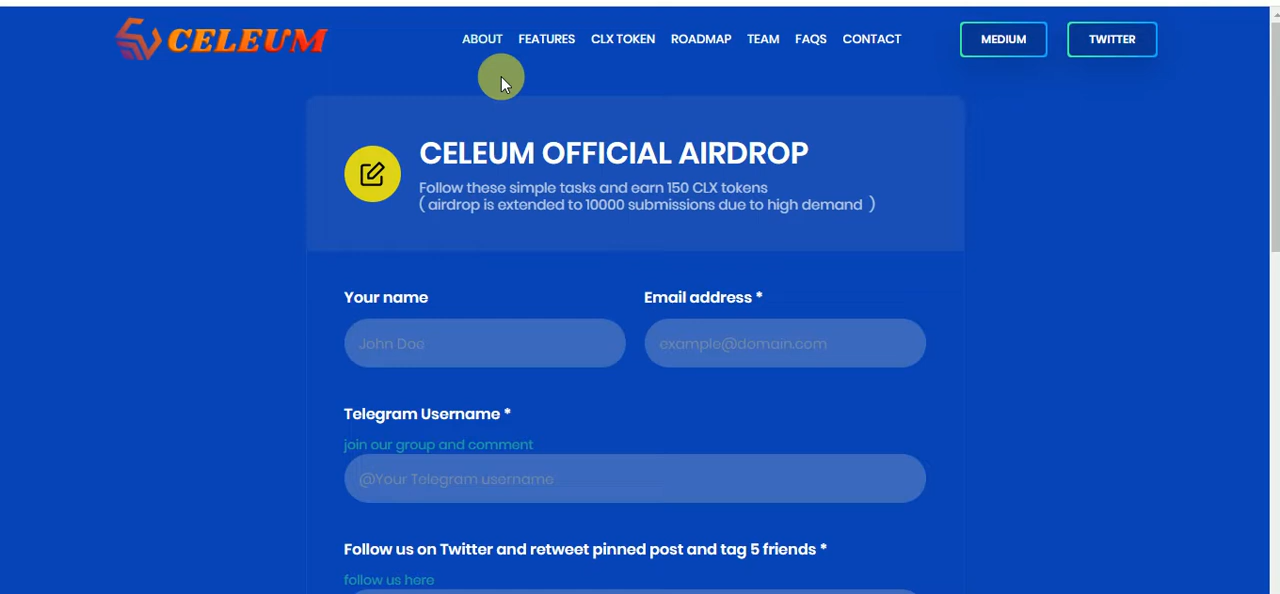 CELEUM
ABOUT FEATURES CLX TOKEN ROADMAP TEAM FAQS CONTACT MEDIUM TWITTER
CELEUM OFFICIAL AIRDROP
Follow these simple tasks and earn 150 CLX tokens
( airdrop is extended to 10000 submissions due to high demand )
Your name Email address *
John Doe example@domain.com
Telegram Username *
join our group and comment
@Your Telegram username
Follow us on Twitter and retweet pinned post and tag 5 friends *
follow us here